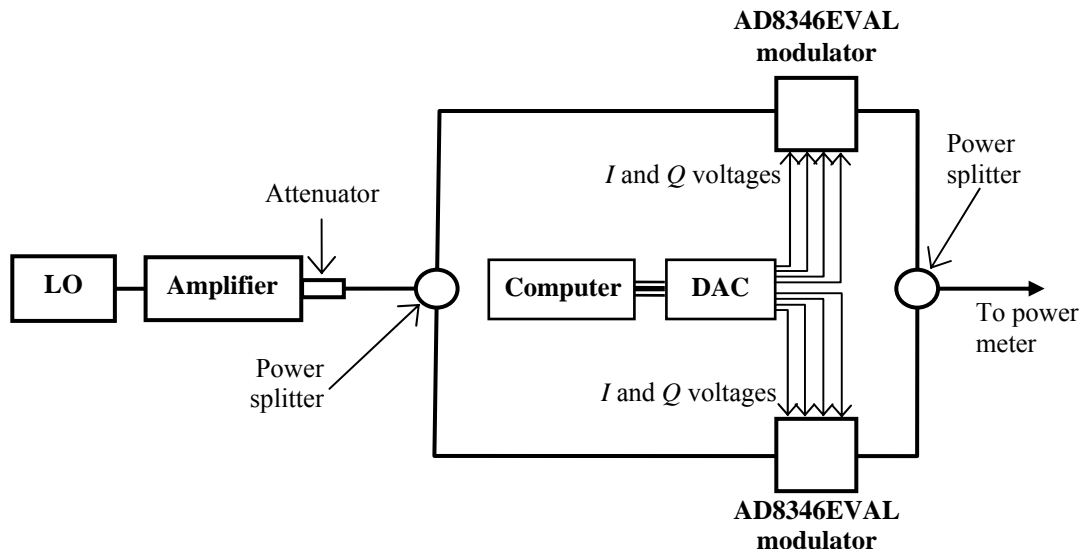 AD8346EVAL
modulator
Power
splitter
I and Q voltages
Attenuator
LO
Amplifier
Computer
DAC
To power
meter
Power
splitter
I and Q voltages
AD8346EVAL
modulator